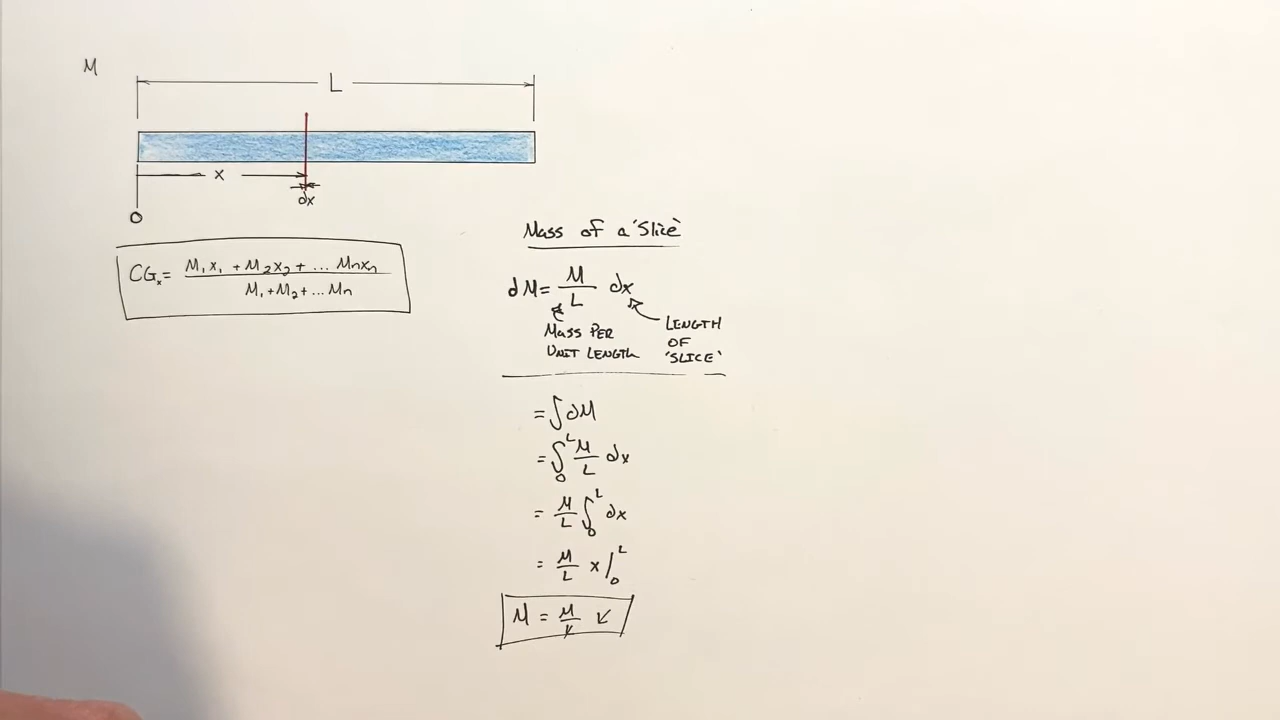 M
L
x
dx
0
CGₓ = M₁x₁ + M₂x₂ + ... Mnxn / M₁ + M₂ + ... Mn
Mass of a 'Slice'
dM = M/L dx
Mass PER
UNIT LENGTH
LENGTH
OF
'SLICE'
= ∫dM
= ∫₀ᴸ M/L dx
= M/L ∫₀ᴸ dx
= M/L x|₀ᴸ
M = M/L L